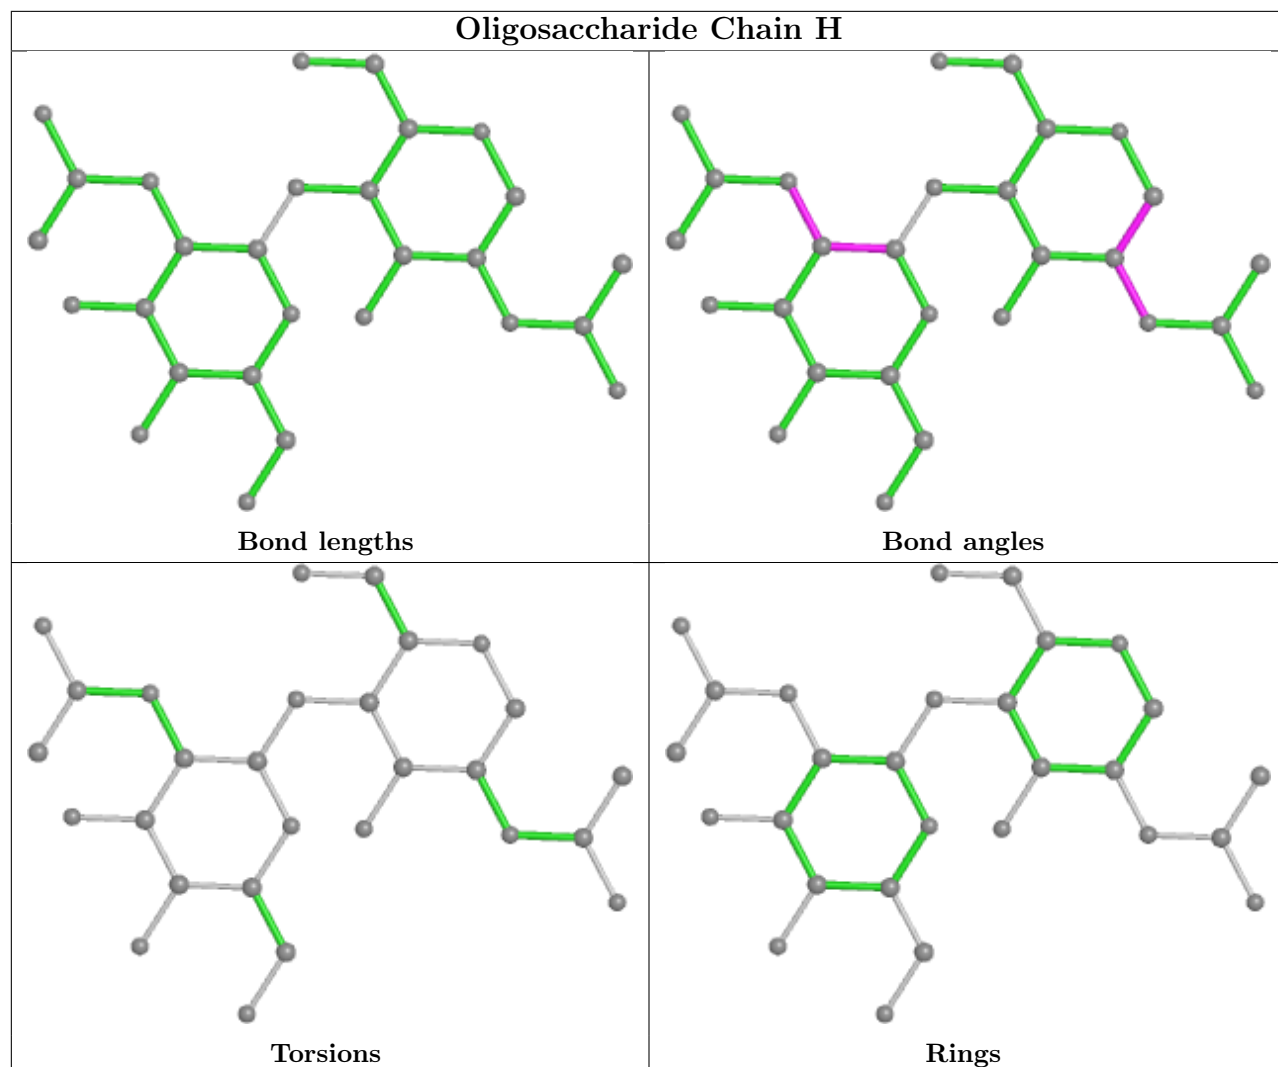 Oligosaccharide Chain H
Bond lengths
Bond angles
Torsions
Rings